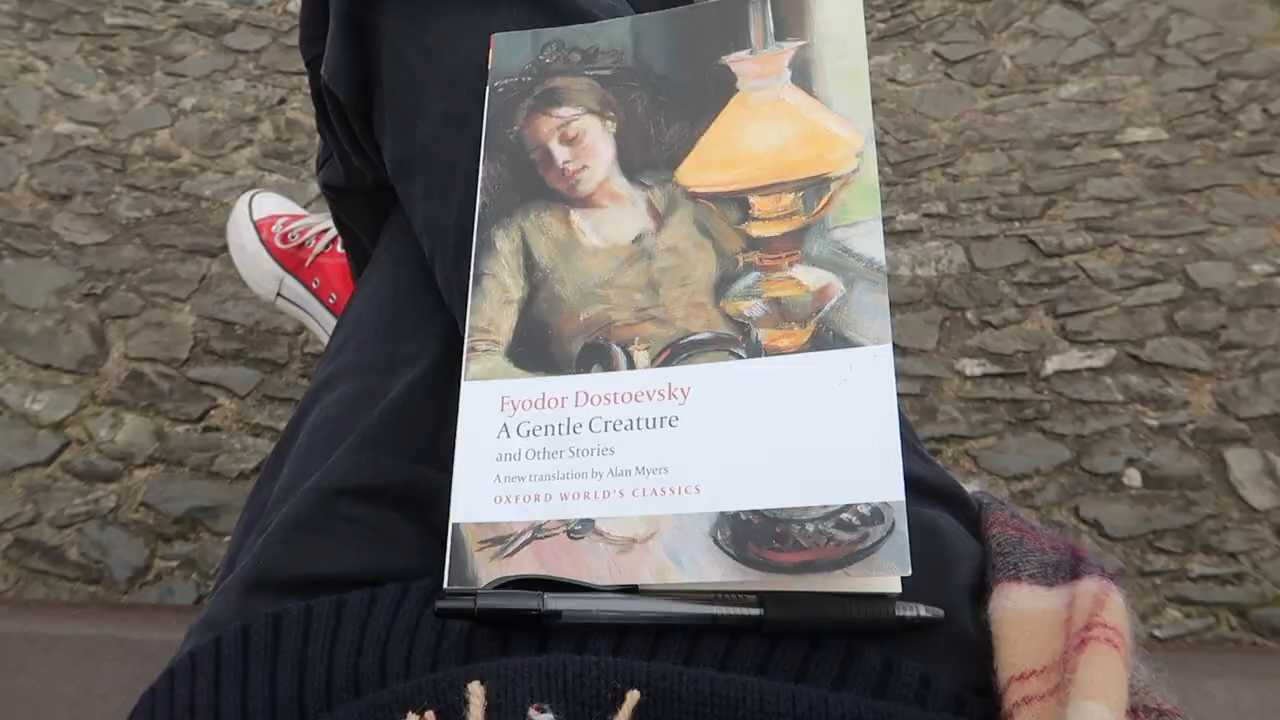 Fyodor Dostoevsky
A Gentle Creature
and Other Stories
A new translation by Alan Myers
OXFORD WORLD'S CLASSICS